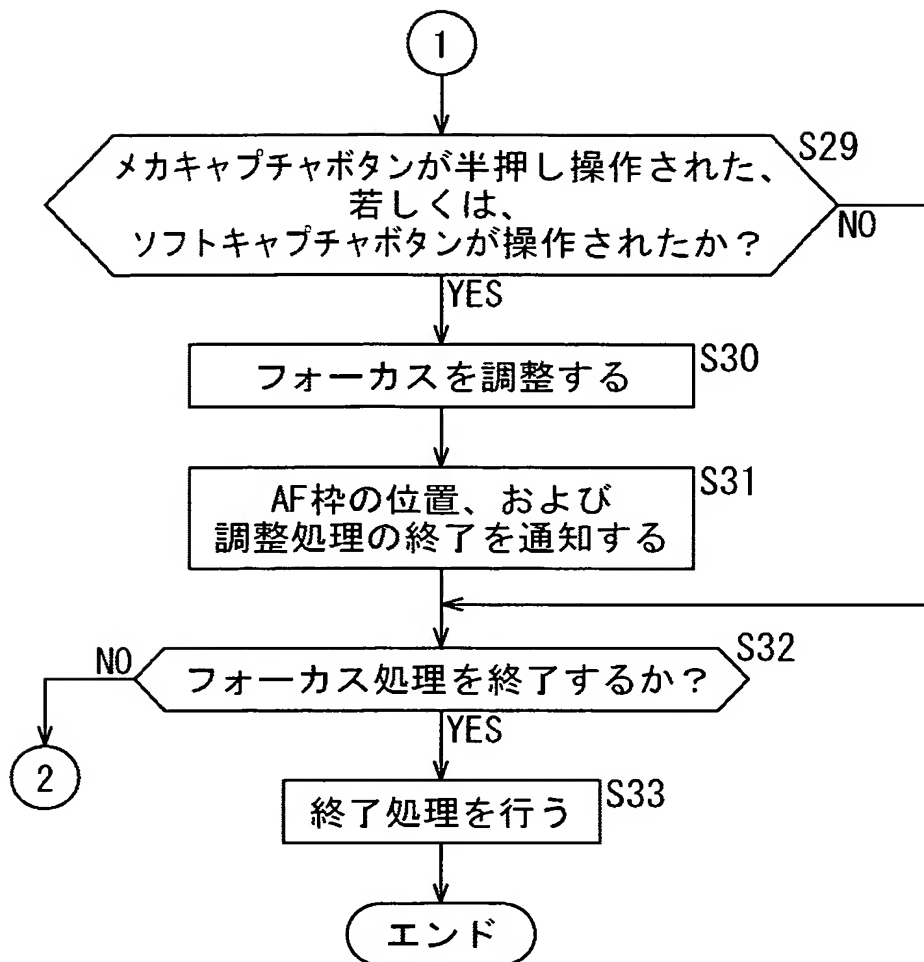 1
メカキャプチャボタンが半押し操作された、
若しくは、
ソフトキャプチャボタンが操作されたか？
S29
NO
YES
フォーカスを調整する
S30
AF枠の位置、および
調整処理の終了を通知する
S31
フォーカス処理を終了するか？
S32
NO
YES
2
終了処理を行う
S33
エンド